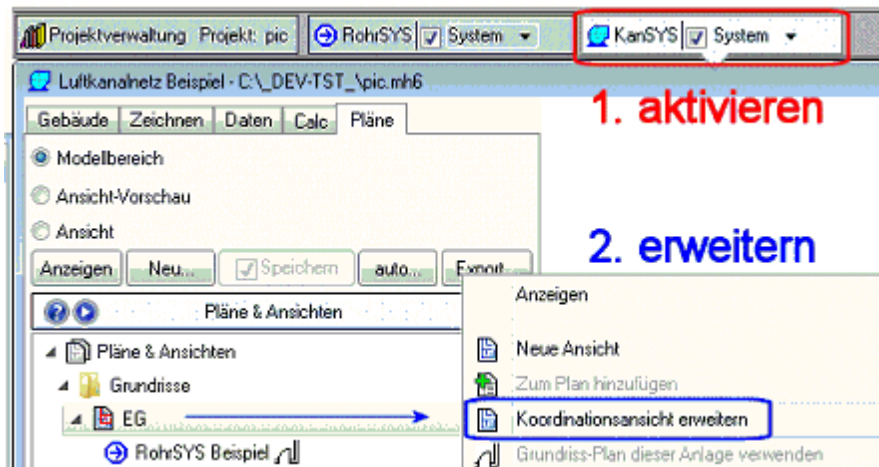 Projektverwaltung Projekt: pic RohrSYS System KanSYS System
Luftkanalnetz Beispiel - C:\_DEV-TST_\pic.mh6
1. aktivieren
Gebäude Zeichnen Daten Calc Pläne
Modellbereich
Ansicht-Vorschau
Ansicht
2. erweitern
Anzeigen Neu... Speichern auto... Export...
Anzeigen
Pläne & Ansichten
Pläne & Ansichten
Neue Ansicht
Grundrisse
Zum Plan hinzufügen
EG
Koordinationsansicht erweitern
RohrSYS Beispiel
Grundriss-Plan dieser Anlage verwenden